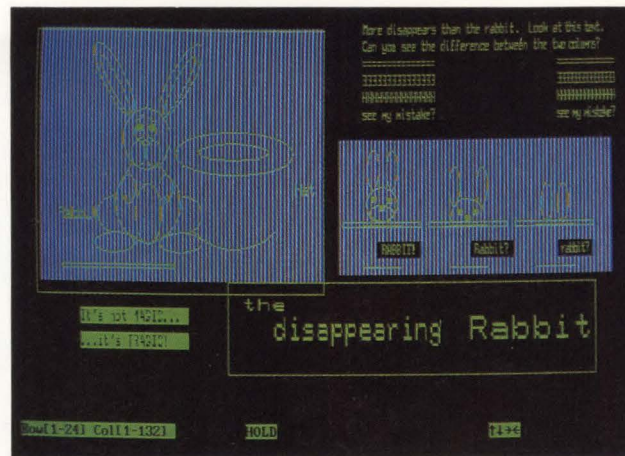 More disappears than the rabbit. Look at this text.
Can you see the difference between the two colums?
see my mistake?
see my mistake?
Hat
Rabbit
RABBIT!
Rabbit?
rabbit?
It's not MAGIC...
...it's TRAGIC!
the
disappearing Rabbit
Row[1-24] Col[1-132]
HOLD
↑↓→←